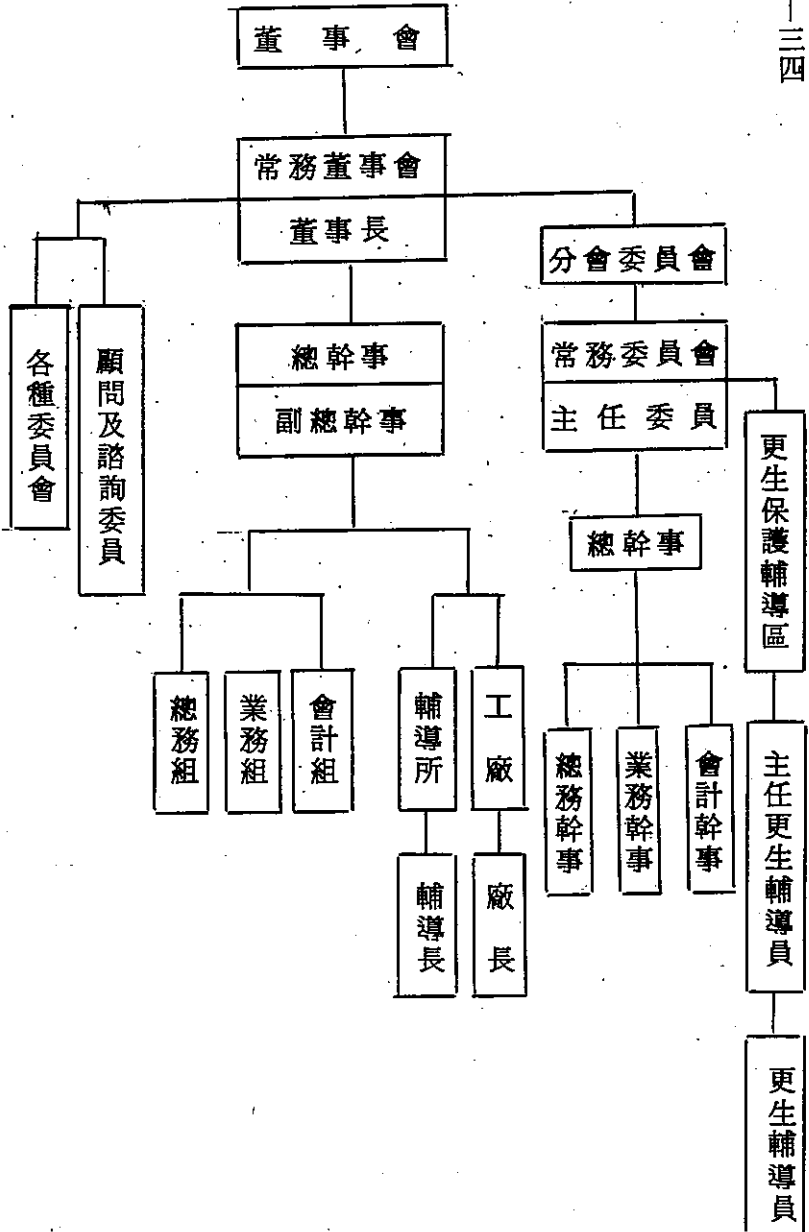 三四
董事會
常務董事會
董事長
分會委員會
常務委員會
主任委員
總幹事
副總幹事
總幹事
各種委員會
顧問及諮詢委員
更生保護輔導區
主任更生輔導員
更生輔導員
總務組
業務組
會計組
輔導所
工廠
輔導長
廠長
總務幹事
業務幹事
會計幹事